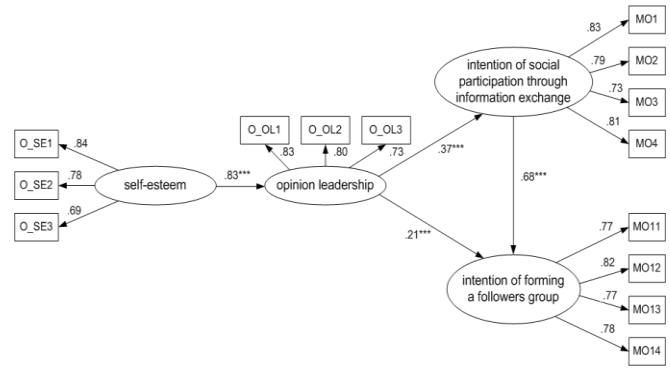 MO1
.83
MO2
.79
intention of social
participation through
information exchange
MO3
.73
MO4
.81
O_OL1
O_OL2
O_OL3
.83
.80
.73
.37***
O_SE1
.84
O_SE2
.78
self-esteem
.83***
opinion leadership
.68***
O_SE3
.69
.21***
MO11
.77
MO12
.82
intention of forming
a followers group
MO13
.77
MO14
.78